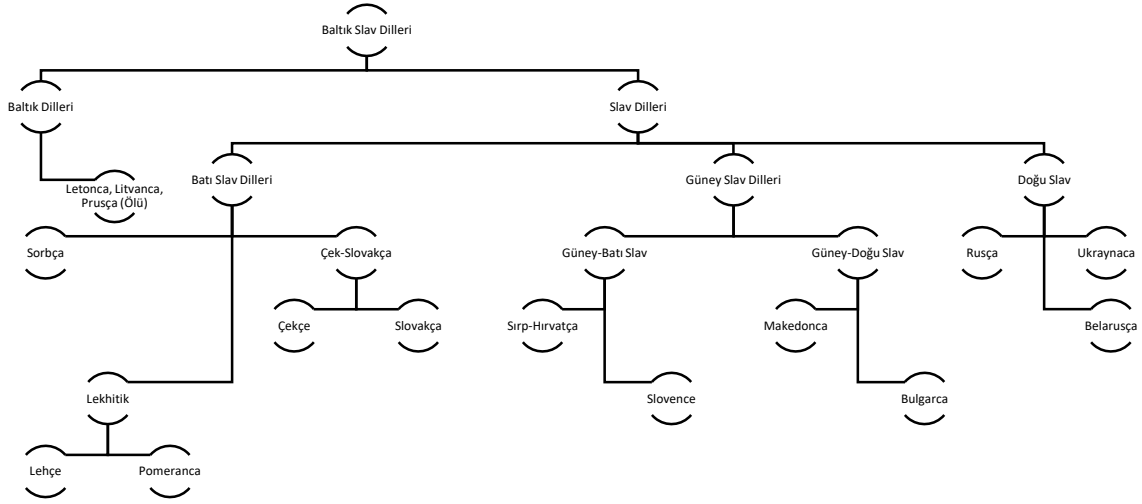 Baltık Slav Dilleri
Baltık Dilleri
Slav Dilleri
Letonca, Litvanca,
Prusça (Ölü)
Batı Slav Dilleri
Güney Slav Dilleri
Doğu Slav
Sorbça
Çek-Slovakça
Güney-Batı Slav
Güney-Doğu Slav
Rusça
Ukraynaca
Çekçe
Slovakça
Sırp-Hırvatça
Makedonca
Belarusça
Lekhitik
Slovence
Bulgarca
Lehçe
Pomeranca